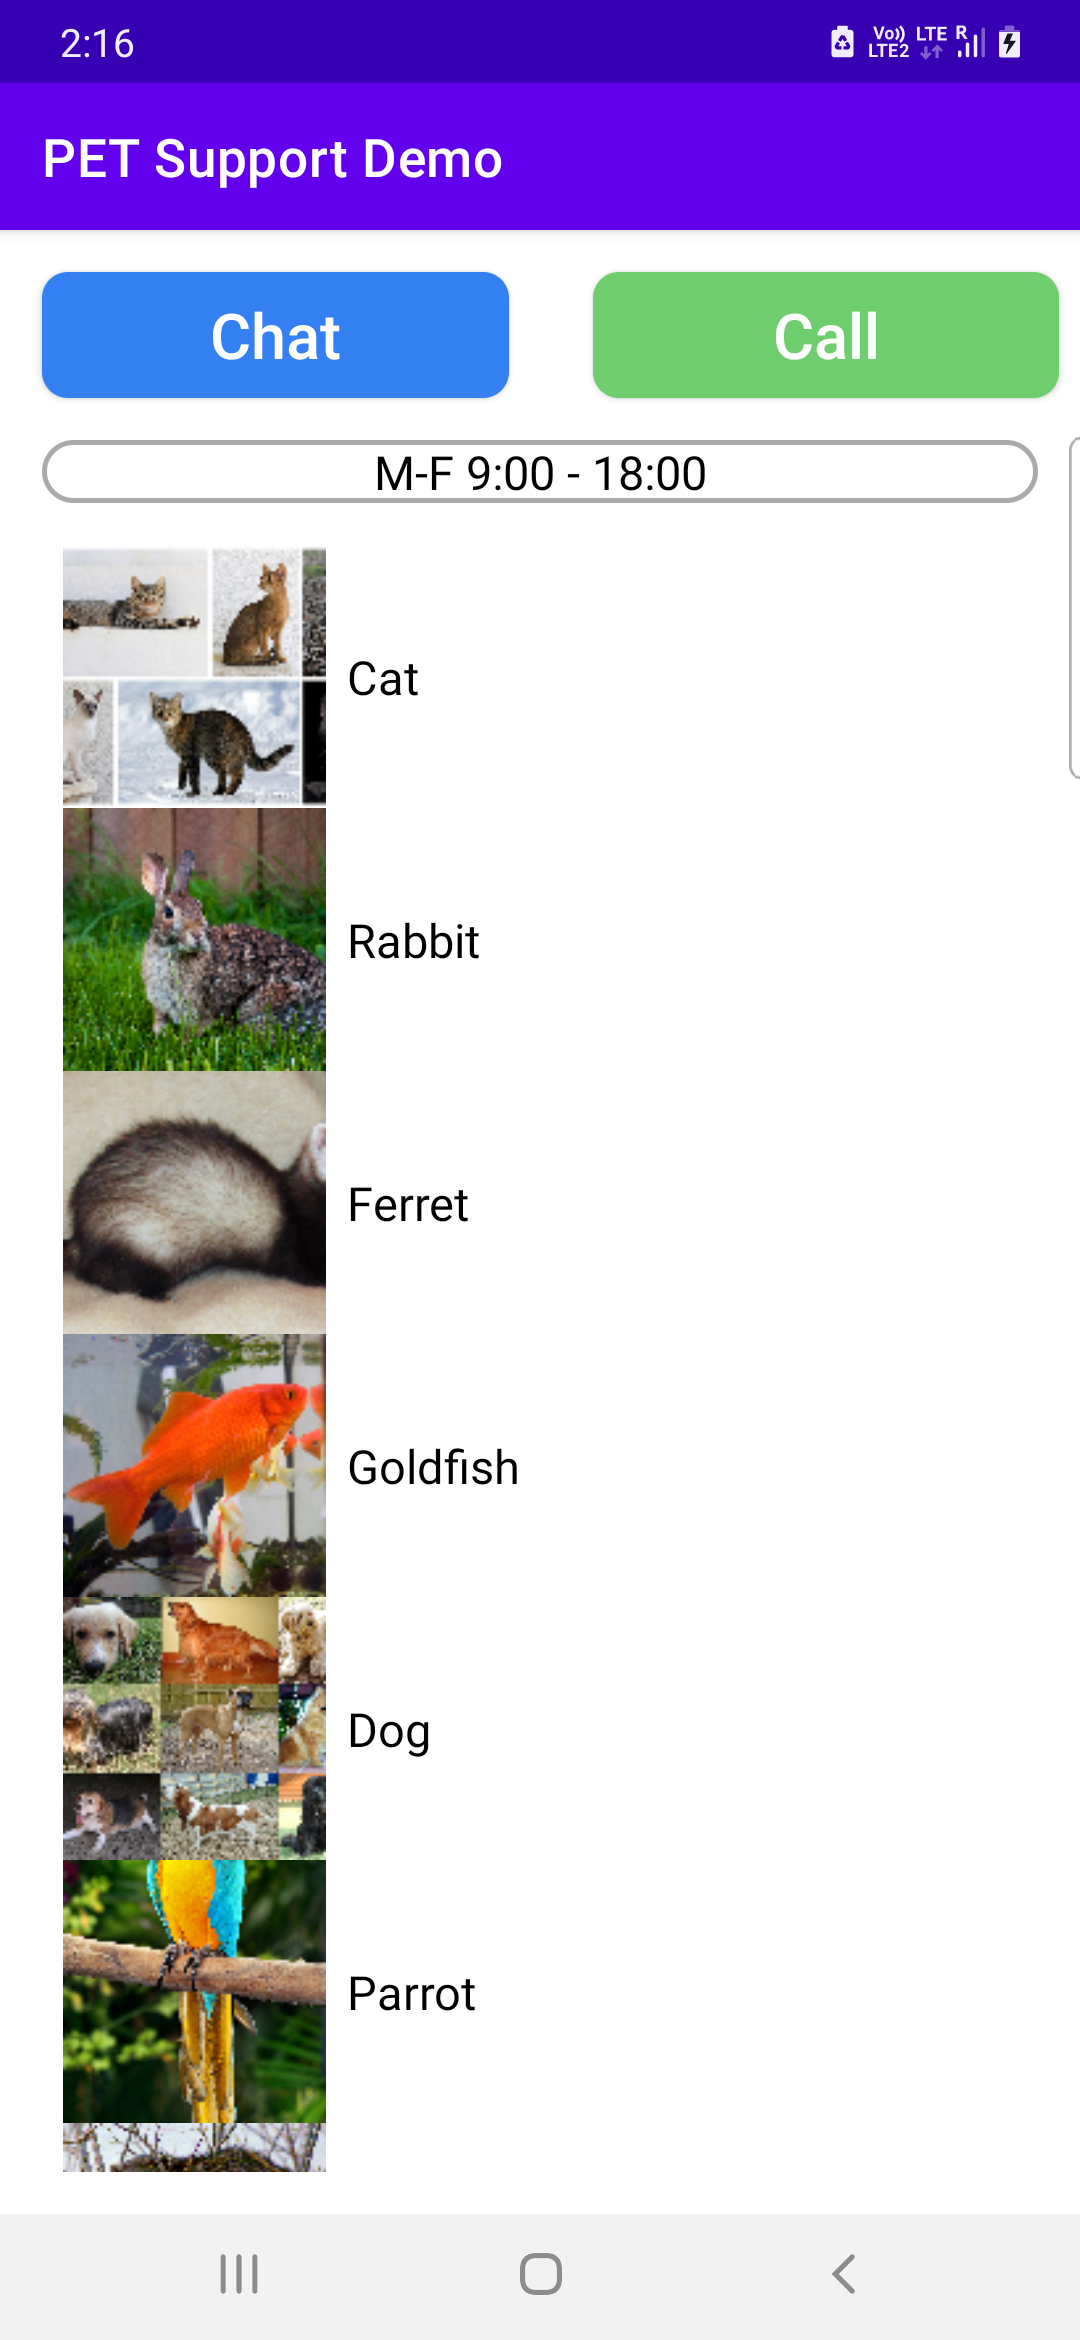 2:16
Vo)) LTE R
LTE2
PET Support Demo
Chat
Call
M-F 9:00 - 18:00
Cat
Rabbit
Ferret
Goldfish
Dog
Parrot